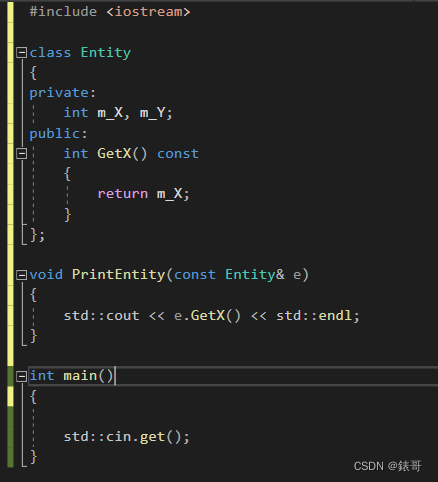 #include <iostream>
class Entity
{
private:
    int m_X, m_Y;
public:
    int GetX() const
    {
        return m_X;
    }
};
void PrintEntity(const Entity& e)
{
    std::cout << e.GetX() << std::endl;
}
int main()
{
    std::cin.get();
}
CSDN @錶哥